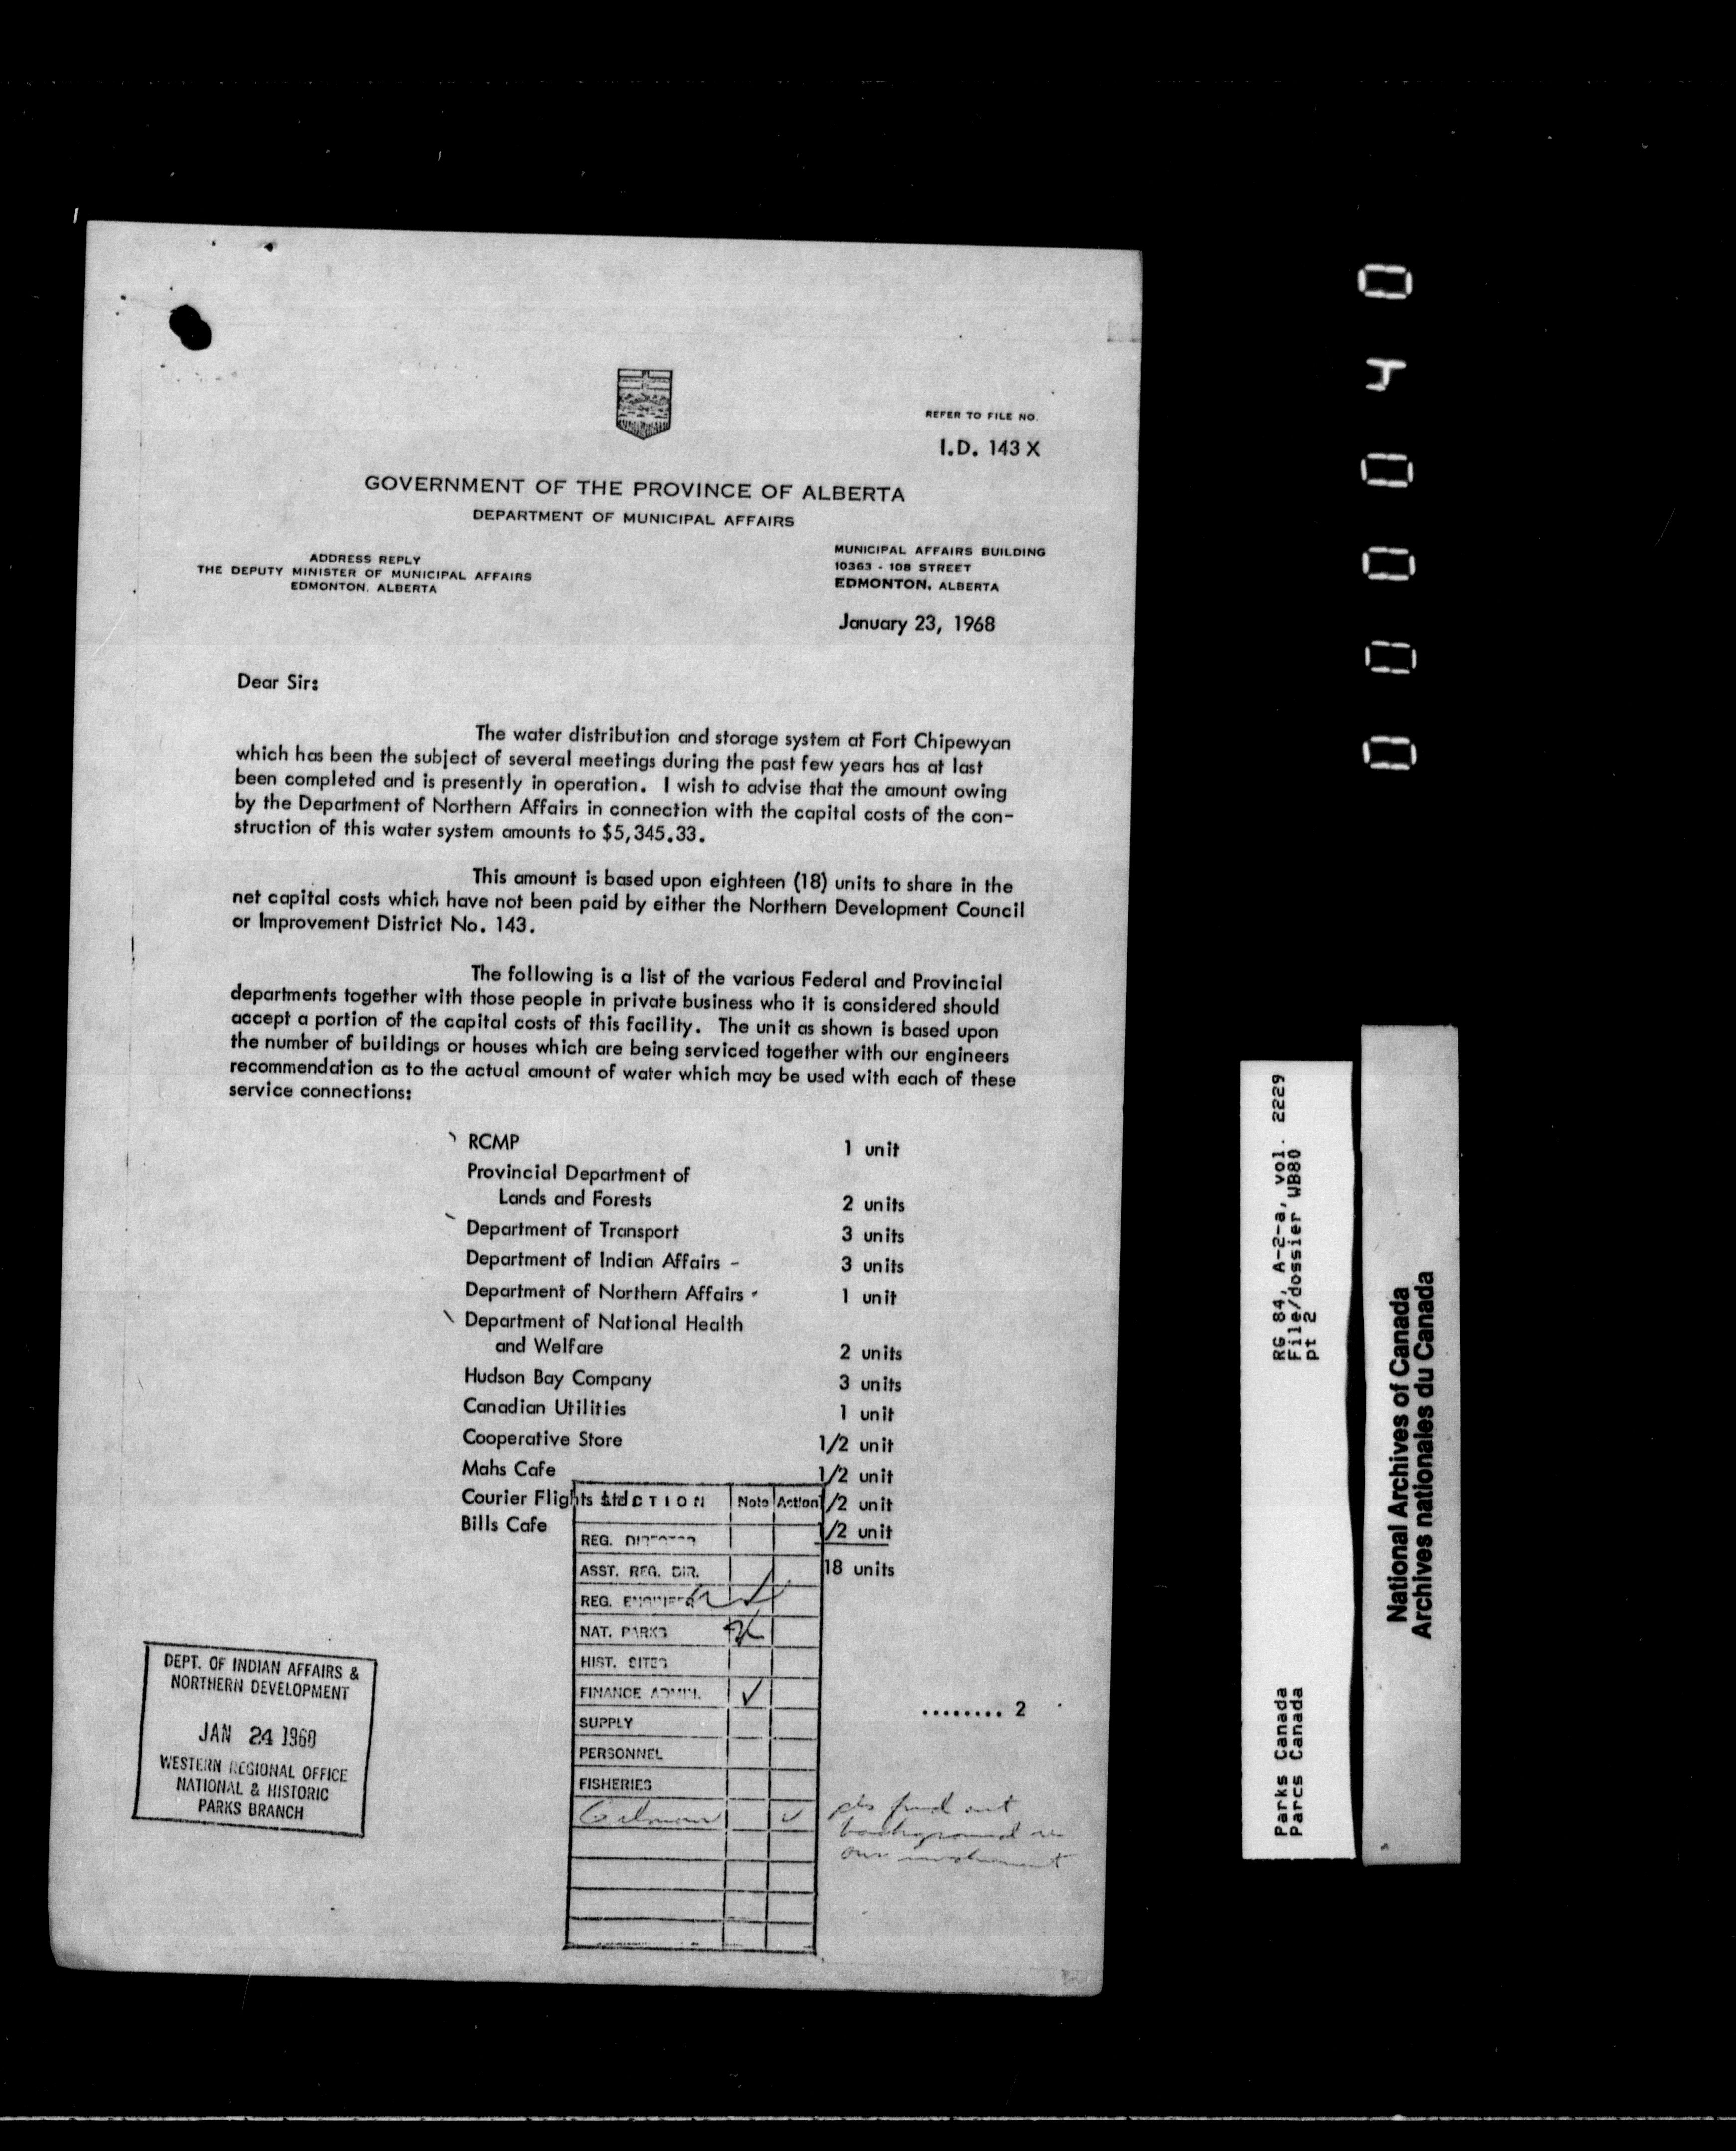 REFER TO FILE NO.
I.D. 143 X
GOVERNMENT OF THE PROVINCE OF ALBERTA
DEPARTMENT OF MUNICIPAL AFFAIRS
ADDRESS REPLY
THE DEPUTY MINISTER OF MUNICIPAL AFFAIRS
EDMONTON, ALBERTA
MUNICIPAL AFFAIRS BUILDING
10363 - 108 STREET
EDMONTON, ALBERTA
January 23, 1968
Dear Sir:
The water distribution and storage system at Fort Chipewyan
which has been the subject of several meetings during the past few years has at last
been completed and is presently in operation. I wish to advise that the amount owing
by the Department of Northern Affairs in connection with the capital costs of the con-
struction of this water system amounts to $5,345.33.
This amount is based upon eighteen (18) units to share in the
net capital costs which have not been paid by either the Northern Development Council
or Improvement District No. 143.
The following is a list of the various Federal and Provincial
departments together with those people in private business who it is considered should
accept a portion of the capital costs of this facility. The unit as shown is based upon
the number of buildings or houses which are being serviced together with our engineers
recommendation as to the actual amount of water which may be used with each of these
service connections:
RCMP 1 unit
Provincial Department of
Lands and Forests 2 units
Department of Transport 3 units
Department of Indian Affairs - 3 units
Department of Northern Affairs 1 unit
Department of National Health
and Welfare 2 units
Hudson Bay Company 3 units
Canadian Utilities 1 unit
Cooperative Store 1/2 unit
Mahs Cafe 1/2 unit
Courier Flights Ltd /2 unit
Bills Cafe /2 unit
18 units
Note Action
REG. DIRECTOR
ASST. REG. DIR.
REG. ENGINEER
NAT. PARKS
HIST. SITES
FINANCE ADMIN. ✓
SUPPLY
PERSONNEL
FISHERIES
pls find out
background re
our involvement
........ 2
DEPT. OF INDIAN AFFAIRS &
NORTHERN DEVELOPMENT
JAN 24 1968
WESTERN REGIONAL OFFICE
NATIONAL & HISTORIC
PARKS BRANCH
RG 84, A-2-a, vol. 2229
File/dossier WB80
pt 2
Parks Canada
Parcs Canada
National Archives of Canada
Archives nationales du Canada